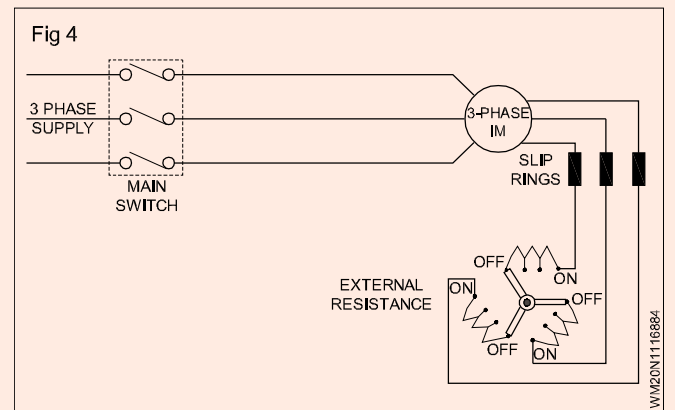 Fig 4
3 PHASE
SUPPLY
MAIN
SWITCH
3-PHASE
IM
SLIP
RINGS
EXTERNAL
RESISTANCE
OFF
ON
ON
OFF
OFF
ON
WM20N1116884